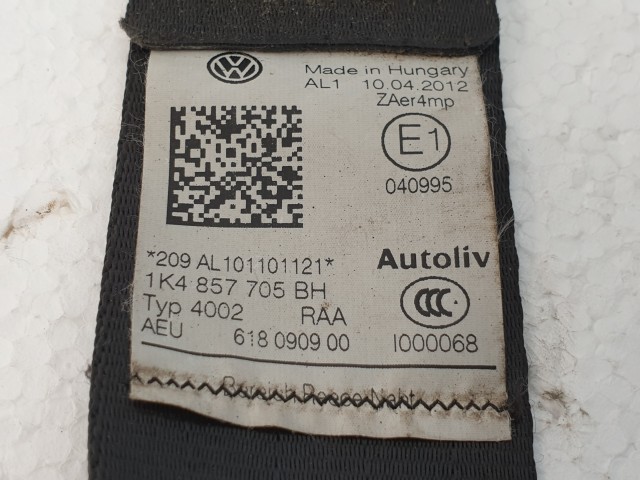 Made in Hungary
AL1 10.04.2012
ZAer4mp
E1
040995
*209 AL101101121*
Autoliv
1K4 857 705 BH
Typ 4002 RAA
CCC
AEU 618 0909 00 I000068